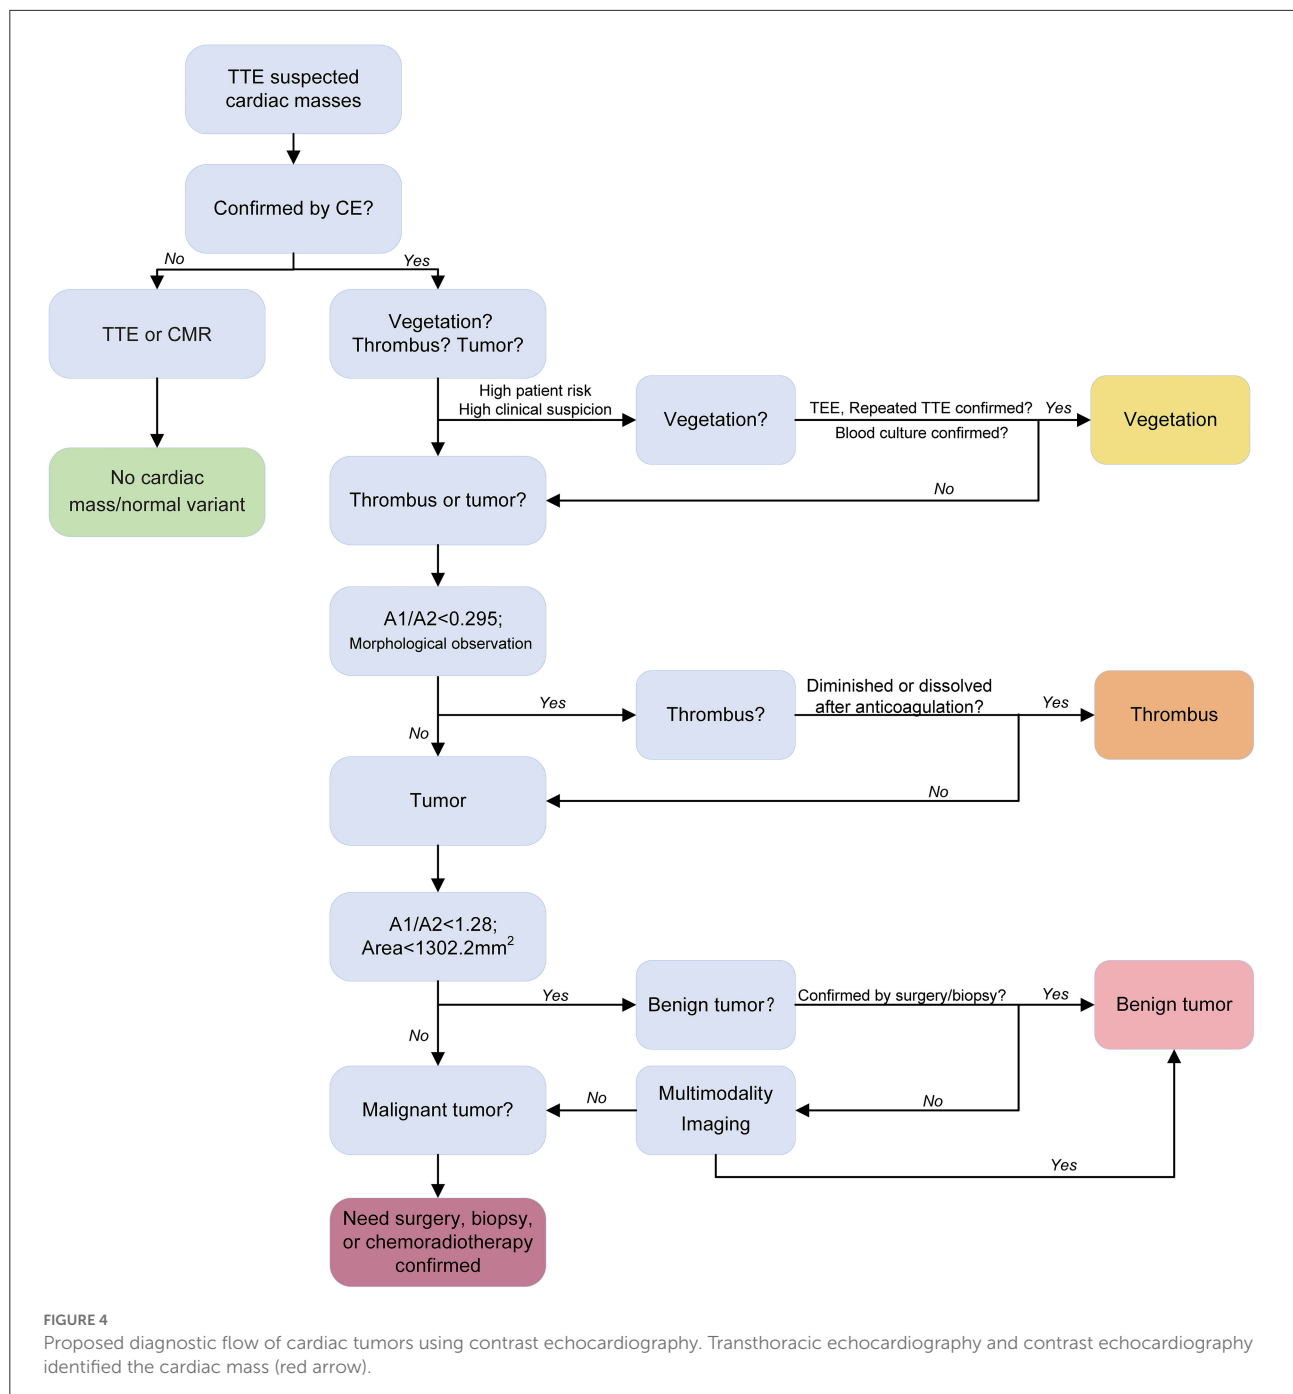 TTE suspected
cardiac masses
Confirmed by CE?
No
Yes
TTE or CMR
Vegetation?
Thrombus? Tumor?
High patient risk
High clinical suspicion
Vegetation?
TEE, Repeated TTE confirmed?
Blood culture confirmed?
Yes
Vegetation
No
No cardiac
mass/normal variant
Thrombus or tumor?
A1/A2<0.295;
Morphological observation
Yes
Thrombus?
Diminished or dissolved
after anticoagulation?
Yes
Thrombus
No
No
Tumor
A1/A2<1.28;
Area<1302.2mm²
Yes
Benign tumor?
Confirmed by surgery/biopsy?
Yes
Benign tumor
No
No
Multimodality
Imaging
No
Yes
Malignant tumor?
Need surgery, biopsy,
or chemoradiotherapy
confirmed
FIGURE 4
Proposed diagnostic flow of cardiac tumors using contrast echocardiography. Transthoracic echocardiography and contrast echocardiography
identified the cardiac mass (red arrow).